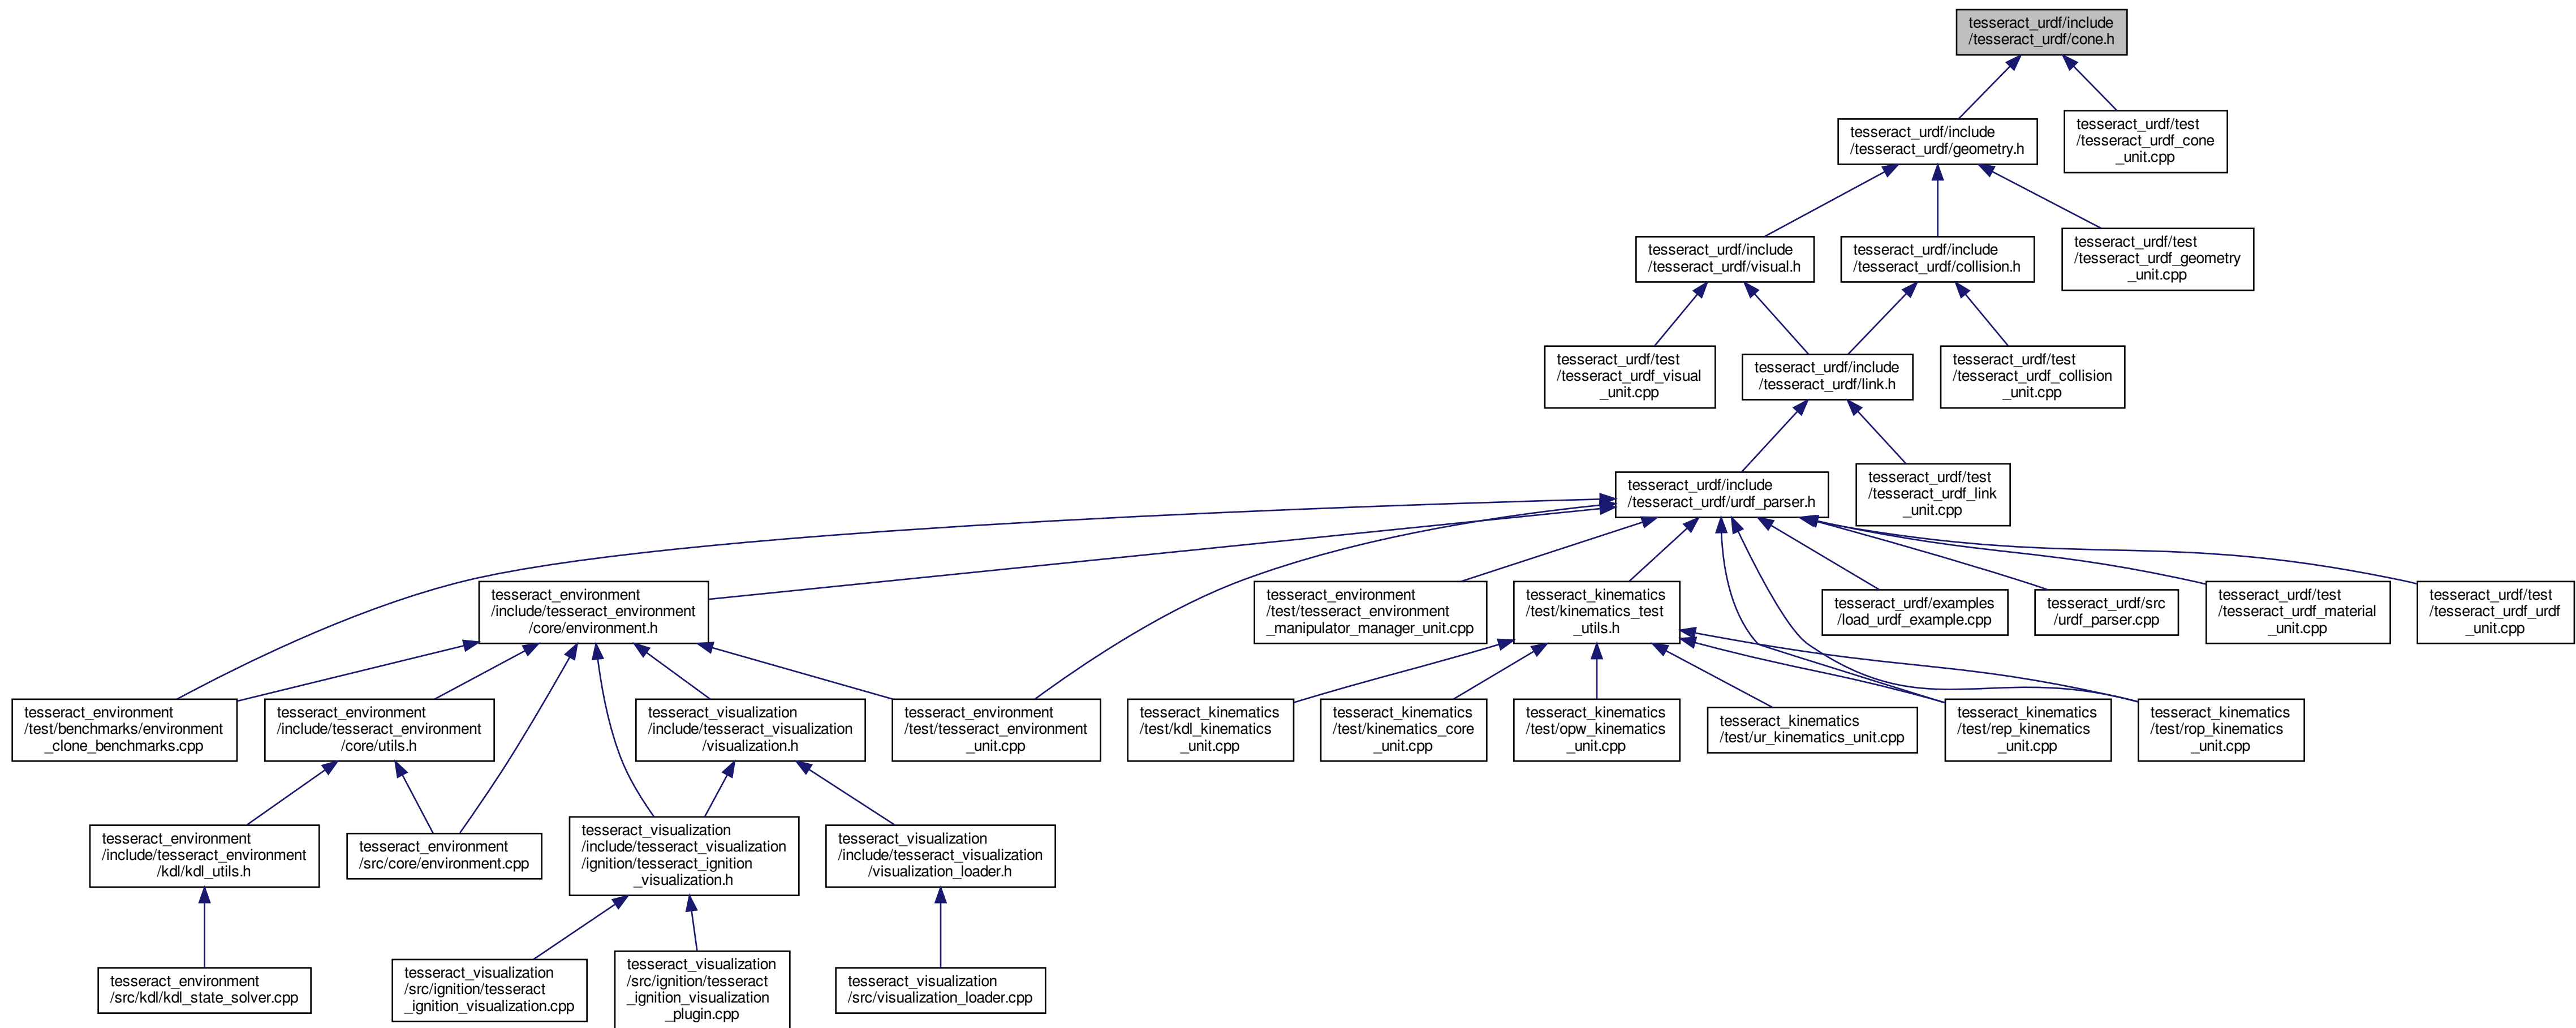 tesseract_urdf/include
/tesseract_urdf/cone.h
tesseract_urdf/include
/tesseract_urdf/geometry.h
tesseract_urdf/test
/tesseract_urdf_cone
_unit.cpp
tesseract_urdf/include
/tesseract_urdf/visual.h
tesseract_urdf/include
/tesseract_urdf/collision.h
tesseract_urdf/test
/tesseract_urdf_geometry
_unit.cpp
tesseract_urdf/test
/tesseract_urdf_visual
_unit.cpp
tesseract_urdf/include
/tesseract_urdf/link.h
tesseract_urdf/test
/tesseract_urdf_collision
_unit.cpp
tesseract_urdf/include
/tesseract_urdf/urdf_parser.h
tesseract_urdf/test
/tesseract_urdf_link
_unit.cpp
tesseract_environment
/include/tesseract_environment
/core/environment.h
tesseract_environment
/test/tesseract_environment
_manipulator_manager_unit.cpp
tesseract_kinematics
/test/kinematics_test
_utils.h
tesseract_urdf/examples
/load_urdf_example.cpp
tesseract_urdf/src
/urdf_parser.cpp
tesseract_urdf/test
/tesseract_urdf_material
_unit.cpp
tesseract_urdf/test
/tesseract_urdf_urdf
_unit.cpp
tesseract_environment
/test/benchmarks/environment
_clone_benchmarks.cpp
tesseract_environment
/include/tesseract_environment
/core/utils.h
tesseract_visualization
/include/tesseract_visualization
/visualization.h
tesseract_environment
/test/tesseract_environment
_unit.cpp
tesseract_kinematics
/test/kdl_kinematics
_unit.cpp
tesseract_kinematics
/test/kinematics_core
_unit.cpp
tesseract_kinematics
/test/opw_kinematics
_unit.cpp
tesseract_kinematics
/test/ur_kinematics_unit.cpp
tesseract_kinematics
/test/rep_kinematics
_unit.cpp
tesseract_kinematics
/test/rop_kinematics
_unit.cpp
tesseract_environment
/include/tesseract_environment
/kdl/kdl_utils.h
tesseract_environment
/src/core/environment.cpp
tesseract_visualization
/include/tesseract_visualization
/ignition/tesseract_ignition
_visualization.h
tesseract_visualization
/include/tesseract_visualization
/visualization_loader.h
tesseract_environment
/src/kdl/kdl_state_solver.cpp
tesseract_visualization
/src/ignition/tesseract
_ignition_visualization.cpp
tesseract_visualization
/src/ignition/tesseract
_ignition_visualization
_plugin.cpp
tesseract_visualization
/src/visualization_loader.cpp